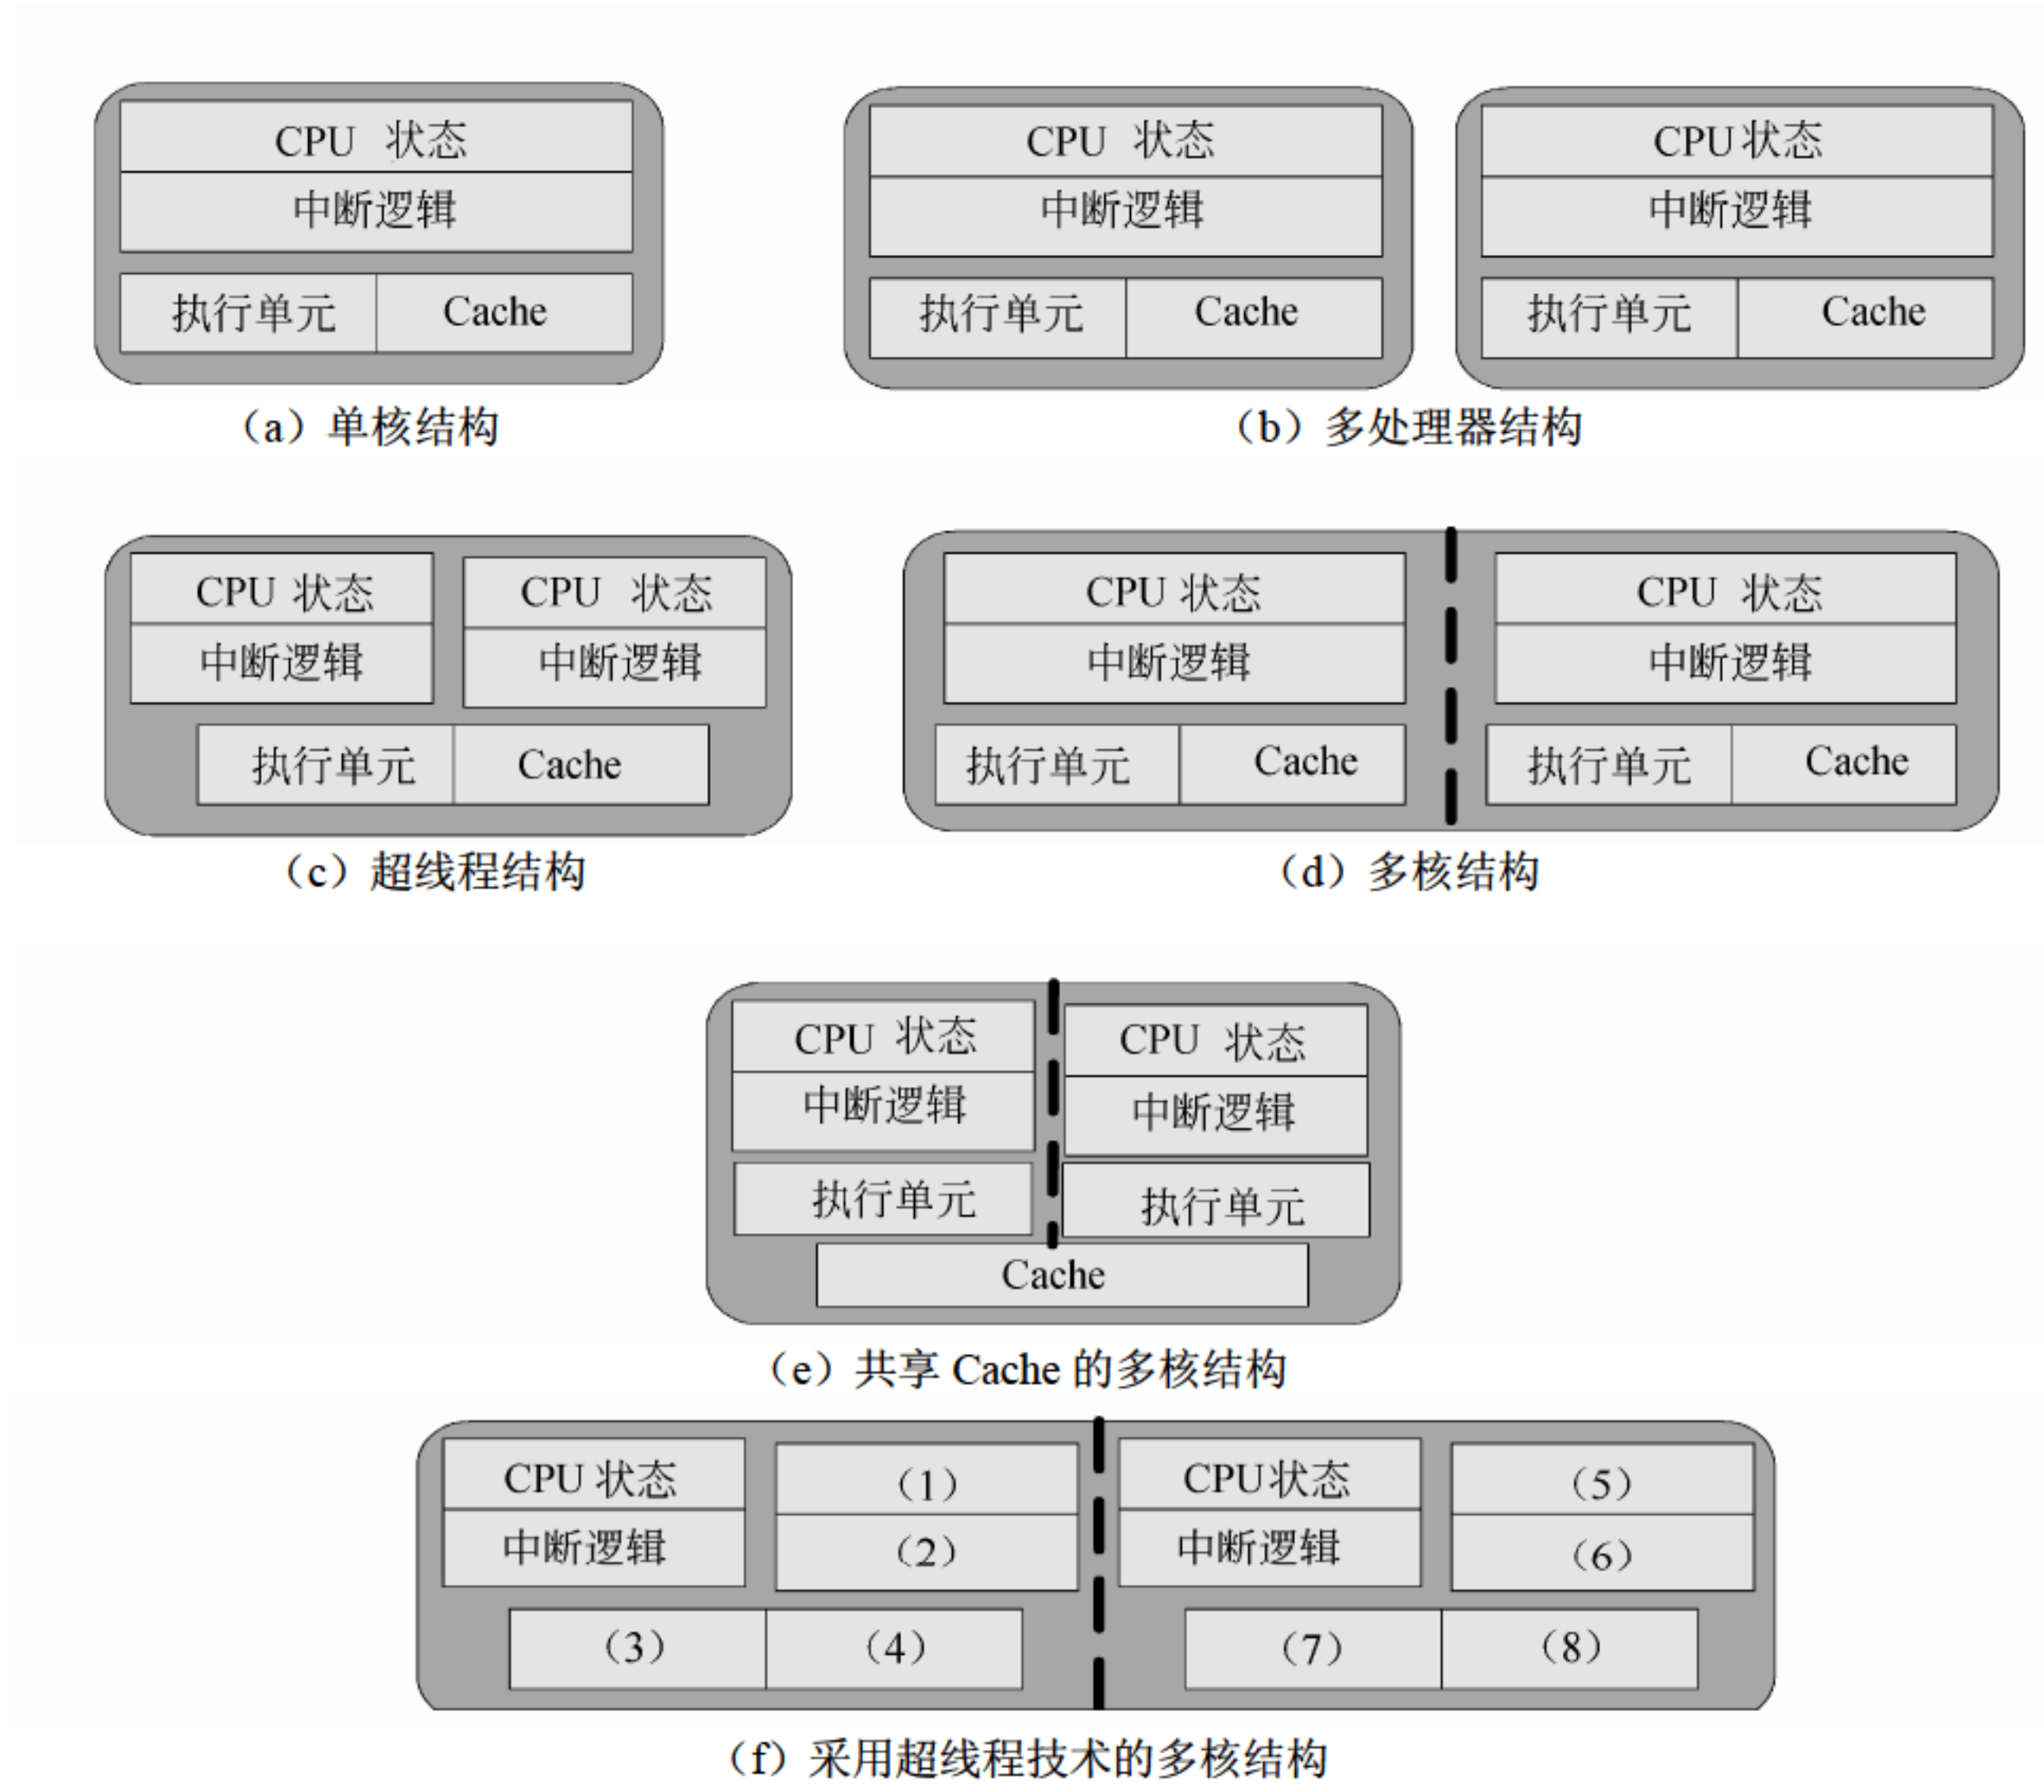 CPU 状态 CPU 状态 CPU状态
中断逻辑 中断逻辑 中断逻辑
执行单元 Cache 执行单元 Cache 执行单元 Cache
（a）单核结构 （b）多处理器结构
CPU 状态 CPU 状态 CPU 状态 CPU 状态
中断逻辑 中断逻辑 中断逻辑 中断逻辑
执行单元 Cache 执行单元 Cache 执行单元 Cache
（c）超线程结构 （d）多核结构
CPU 状态 CPU 状态
中断逻辑 中断逻辑
执行单元 执行单元
Cache
（e）共享 Cache 的多核结构
CPU 状态 （1） CPU状态 （5）
中断逻辑 （2） 中断逻辑 （6）
（3） （4） （7） （8）
（f）采用超线程技术的多核结构